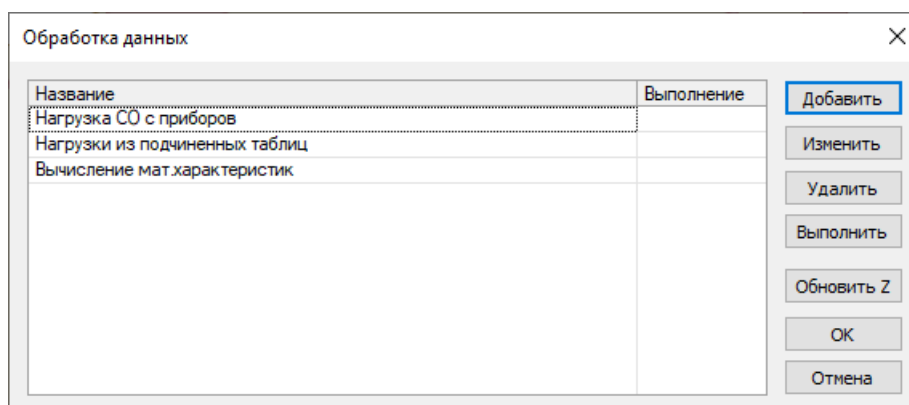 Обработка данных
Название Выполнение
Нагрузка СО с приборов
Нагрузки из подчиненных таблиц
Вычисление мат.характеристик
Добавить
Изменить
Удалить
Выполнить
Обновить Z
OK
Отмена